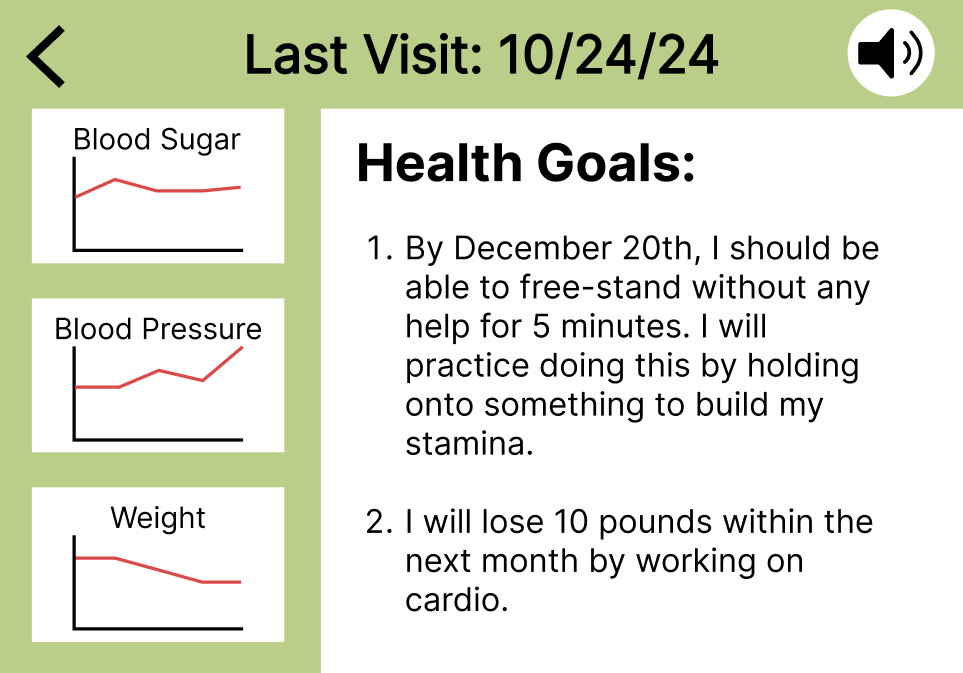 Last Visit: 10/24/24
Blood Sugar
Blood Pressure
Weight
Health Goals:
1. By December 20th, I should be
able to free-stand without any
help for 5 minutes. I will
practice doing this by holding
onto something to build my
stamina.
2. I will lose 10 pounds within the
next month by working on
cardio.